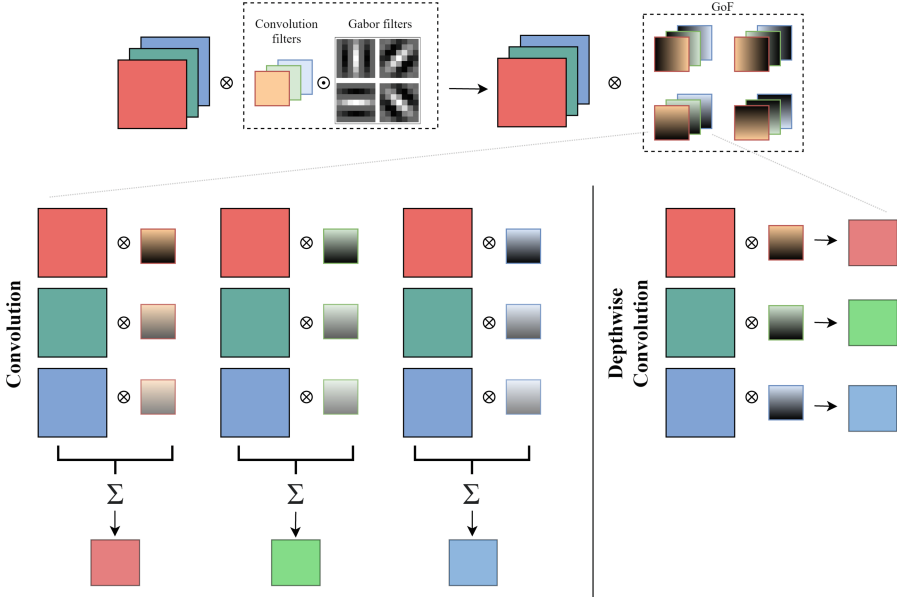 GoF
Convolution
filters
Gabor filters
Convolution
Depthwise
Convolution
Σ
Σ
Σ